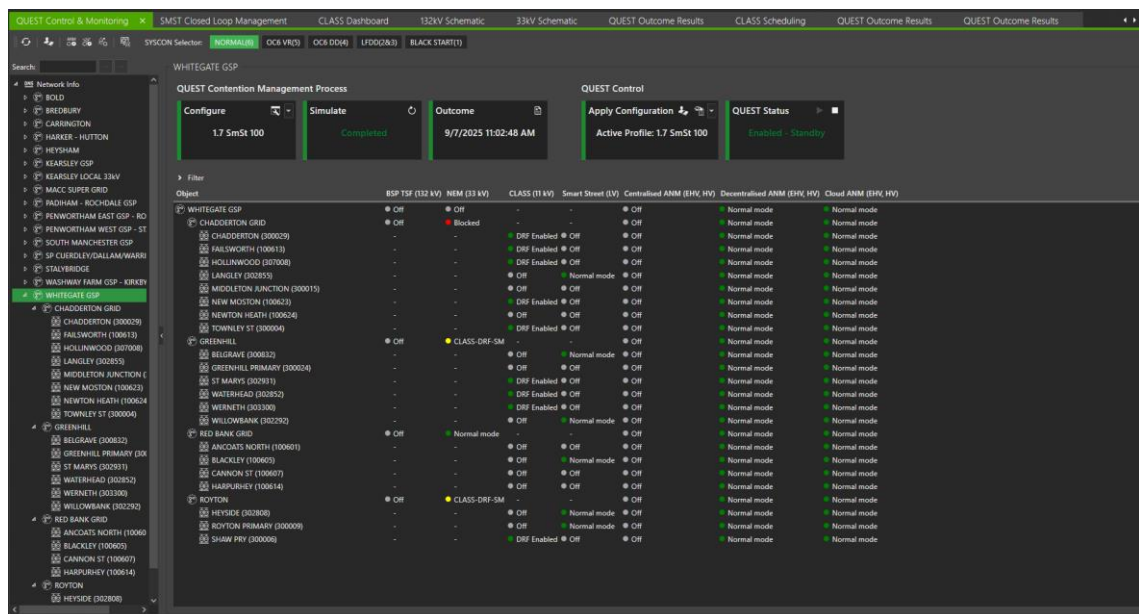 QUEST Control & Monitoring × SMST Closed Loop Management CLASS Dashboard 132kV Schematic 33kV Schematic QUEST Outcome Results CLASS Scheduling QUEST Outcome Results QUEST Outcome Results
SYSCON Selector: NORMAL(6) OC6 VR(5) OC6 DD(4) LFDD(2&3) BLACK START(1)
Search:
Network Info
BOLD
BREDBURY
CARRINGTON
HARKER - HUTTON
HEYSHAM
KEARSLEY GSP
KEARSLEY LOCAL 33kV
MACC SUPER GRID
PADIHAM - ROCHDALE GSP
PENWORTHAM EAST GSP - RO
PENWORTHAM WEST GSP - ST
SOUTH MANCHESTER GSP
SP CUERDLEY/DALLAM/WARRI
STALYBRIDGE
WASHWAY FARM GSP - KIRKBY
WHITEGATE GSP
CHADDERTON GRID
CHADDERTON (300029)
FAILSWORTH (100613)
HOLLINWOOD (307008)
LANGLEY (302855)
MIDDLETON JUNCTION (
NEW MOSTON (100623)
NEWTON HEATH (100624
TOWNLEY ST (300004)
GREENHILL
BELGRAVE (300832)
GREENHILL PRIMARY (300
ST MARYS (302931)
WATERHEAD (302852)
WERNETH (303300)
WILLOWBANK (302292)
RED BANK GRID
ANCOATS NORTH (10060
BLACKLEY (100605)
CANNON ST (100607)
HARPURHEY (100614)
ROYTON
HEYSIDE (302808)
WHITEGATE GSP
QUEST Contention Management Process QUEST Control
Configure Simulate Outcome Apply Configuration QUEST Status
1.7 SmSt 100 Completed 9/7/2025 11:02:48 AM Active Profile: 1.7 SmSt 100 Enabled - Standby
Filter
Object BSP TSF (132 kV) NEM (33 kV) CLASS (11 kV) Smart Street (LV) Centralised ANM (EHV, HV) Decentralised ANM (EHV, HV) Cloud ANM (EHV, HV)
WHITEGATE GSP Off Off - - Off Normal mode Normal mode
CHADDERTON GRID Off Blocked - - Off Normal mode Normal mode
CHADDERTON (300029) - - DRF Enabled Off Off Normal mode Normal mode
FAILSWORTH (100613) - - DRF Enabled Off Off Normal mode Normal mode
HOLLINWOOD (307008) - - DRF Enabled Off Off Normal mode Normal mode
LANGLEY (302855) - - Off Normal mode Off Normal mode Normal mode
MIDDLETON JUNCTION (300015) - - Off Off Off Normal mode Normal mode
NEW MOSTON (100623) - - DRF Enabled Off Off Normal mode Normal mode
NEWTON HEATH (100624) - - Off Off Off Normal mode Normal mode
TOWNLEY ST (300004) - - DRF Enabled Off Off Normal mode Normal mode
GREENHILL Off CLASS-DRF-SM - - Off Normal mode Normal mode
BELGRAVE (300832) - - Off Normal mode Off Normal mode Normal mode
GREENHILL PRIMARY (300024) - - Off Off Off Normal mode Normal mode
ST MARYS (302931) - - DRF Enabled Off Off Normal mode Normal mode
WATERHEAD (302852) - - DRF Enabled Off Off Normal mode Normal mode
WERNETH (303300) - - DRF Enabled Off Off Normal mode Normal mode
WILLOWBANK (302292) - - Off Normal mode Off Normal mode Normal mode
RED BANK GRID Off Normal mode - - Off Normal mode Normal mode
ANCOATS NORTH (100601) - - Off Off Off Normal mode Normal mode
BLACKLEY (100605) - - Off Normal mode Off Normal mode Normal mode
CANNON ST (100607) - - Off Off Off Normal mode Normal mode
HARPURHEY (100614) - - Off Off Off Normal mode Normal mode
ROYTON Off CLASS-DRF-SM - - Off Normal mode Normal mode
HEYSIDE (302808) - - Off Normal mode Off Normal mode Normal mode
ROYTON PRIMARY (300009) - - Off Normal mode Off Normal mode Normal mode
SHAW PRY (300006) - - DRF Enabled Off Off Normal mode Normal mode